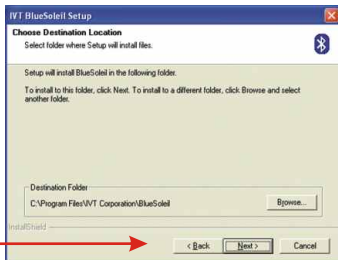 IVT BlueSoleil Setup
Choose Destination Location
Select folder where Setup will install files.
Setup will install BlueSoleil in the following folder.
To install to this folder, click Next. To install to a different folder, click Browse and select
another folder.
Destination Folder
C:\Program Files\IVT Corporation\BlueSoleil
Browse...
InstallShield
< Back
Next >
Cancel